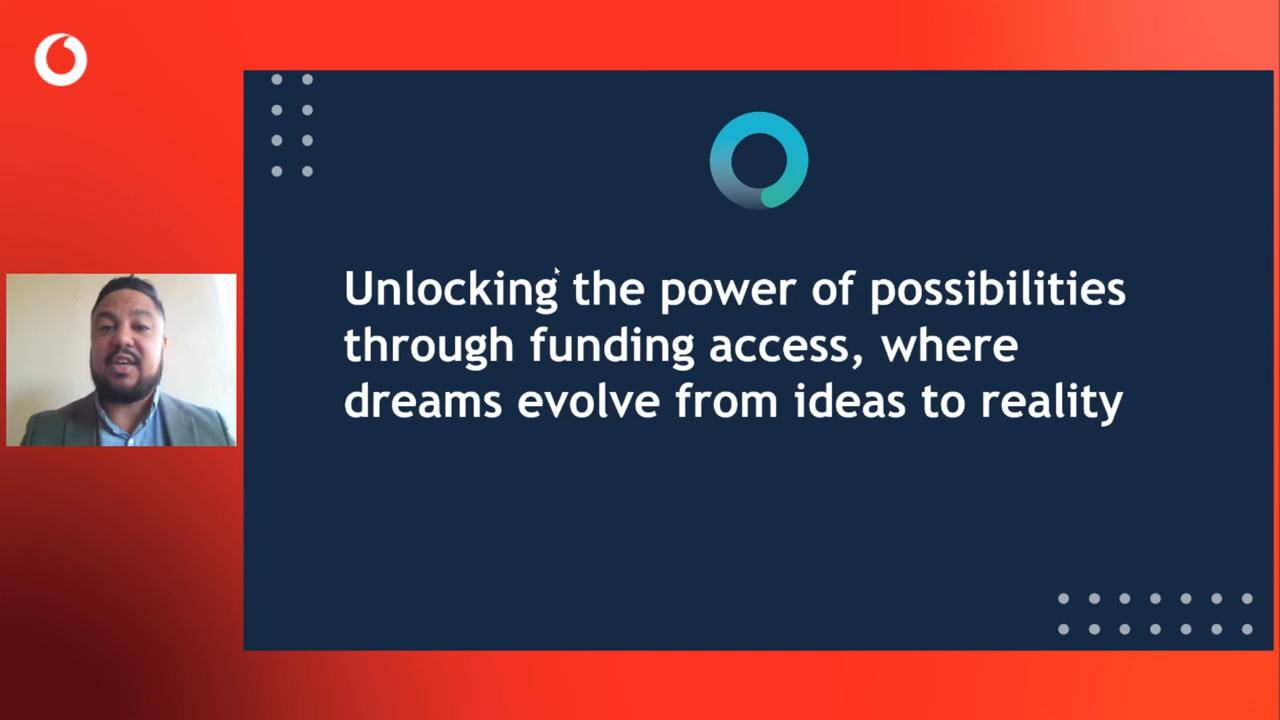 Unlocking the power of possibilities
through funding access, where
dreams evolve from ideas to reality